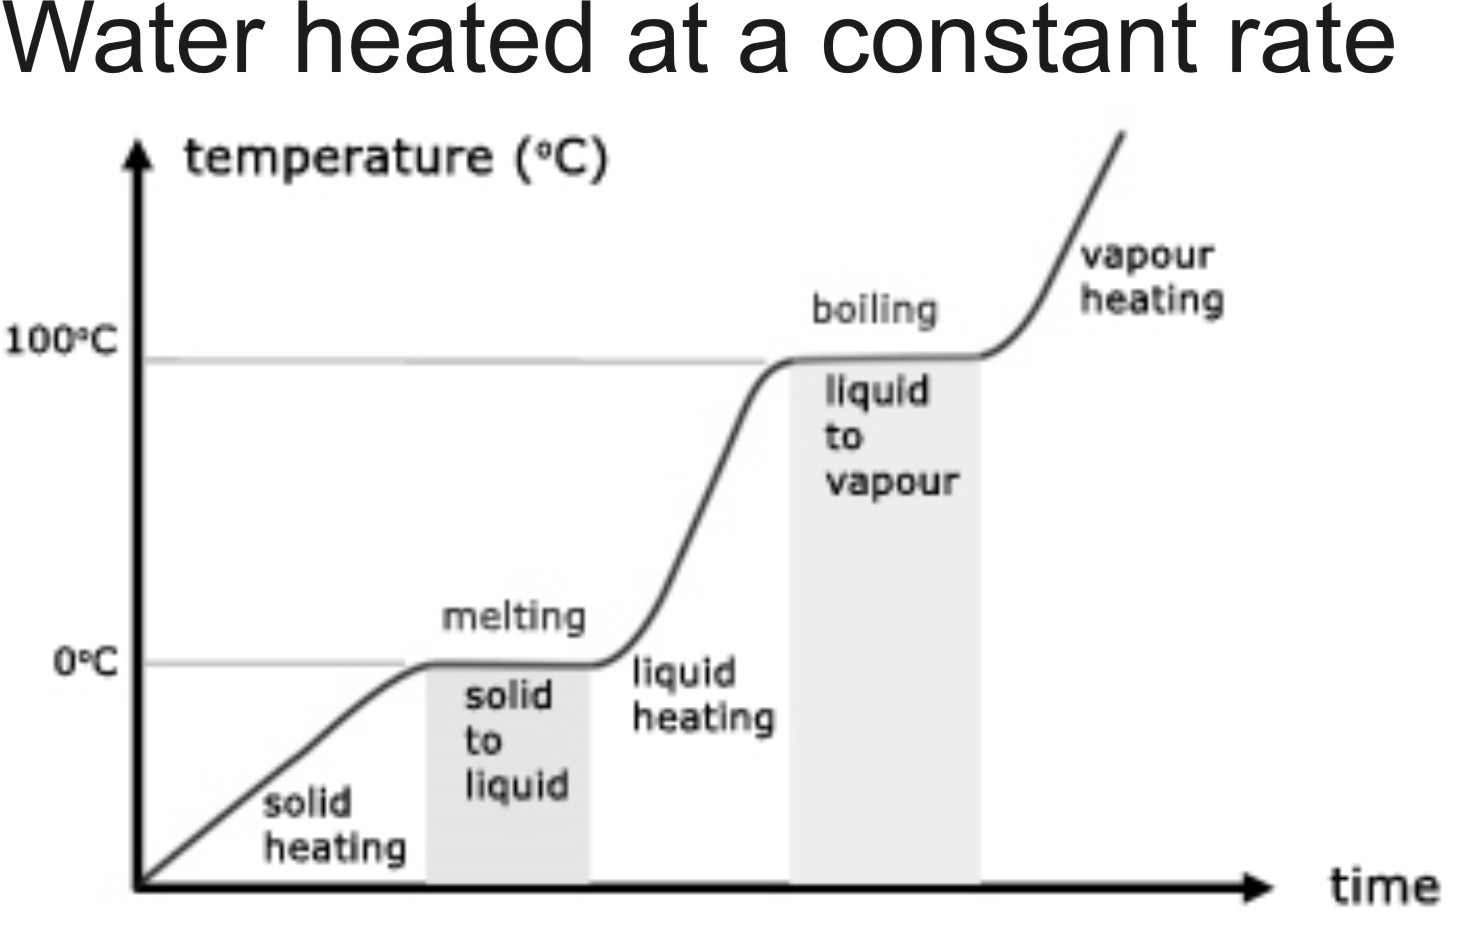 Water heated at a constant rate
temperature (°C)
vapour
heating
boiling
100°C
liquid
to
vapour
melting
0°C
liquid
heating
solid
to
liquid
solid
heating
time